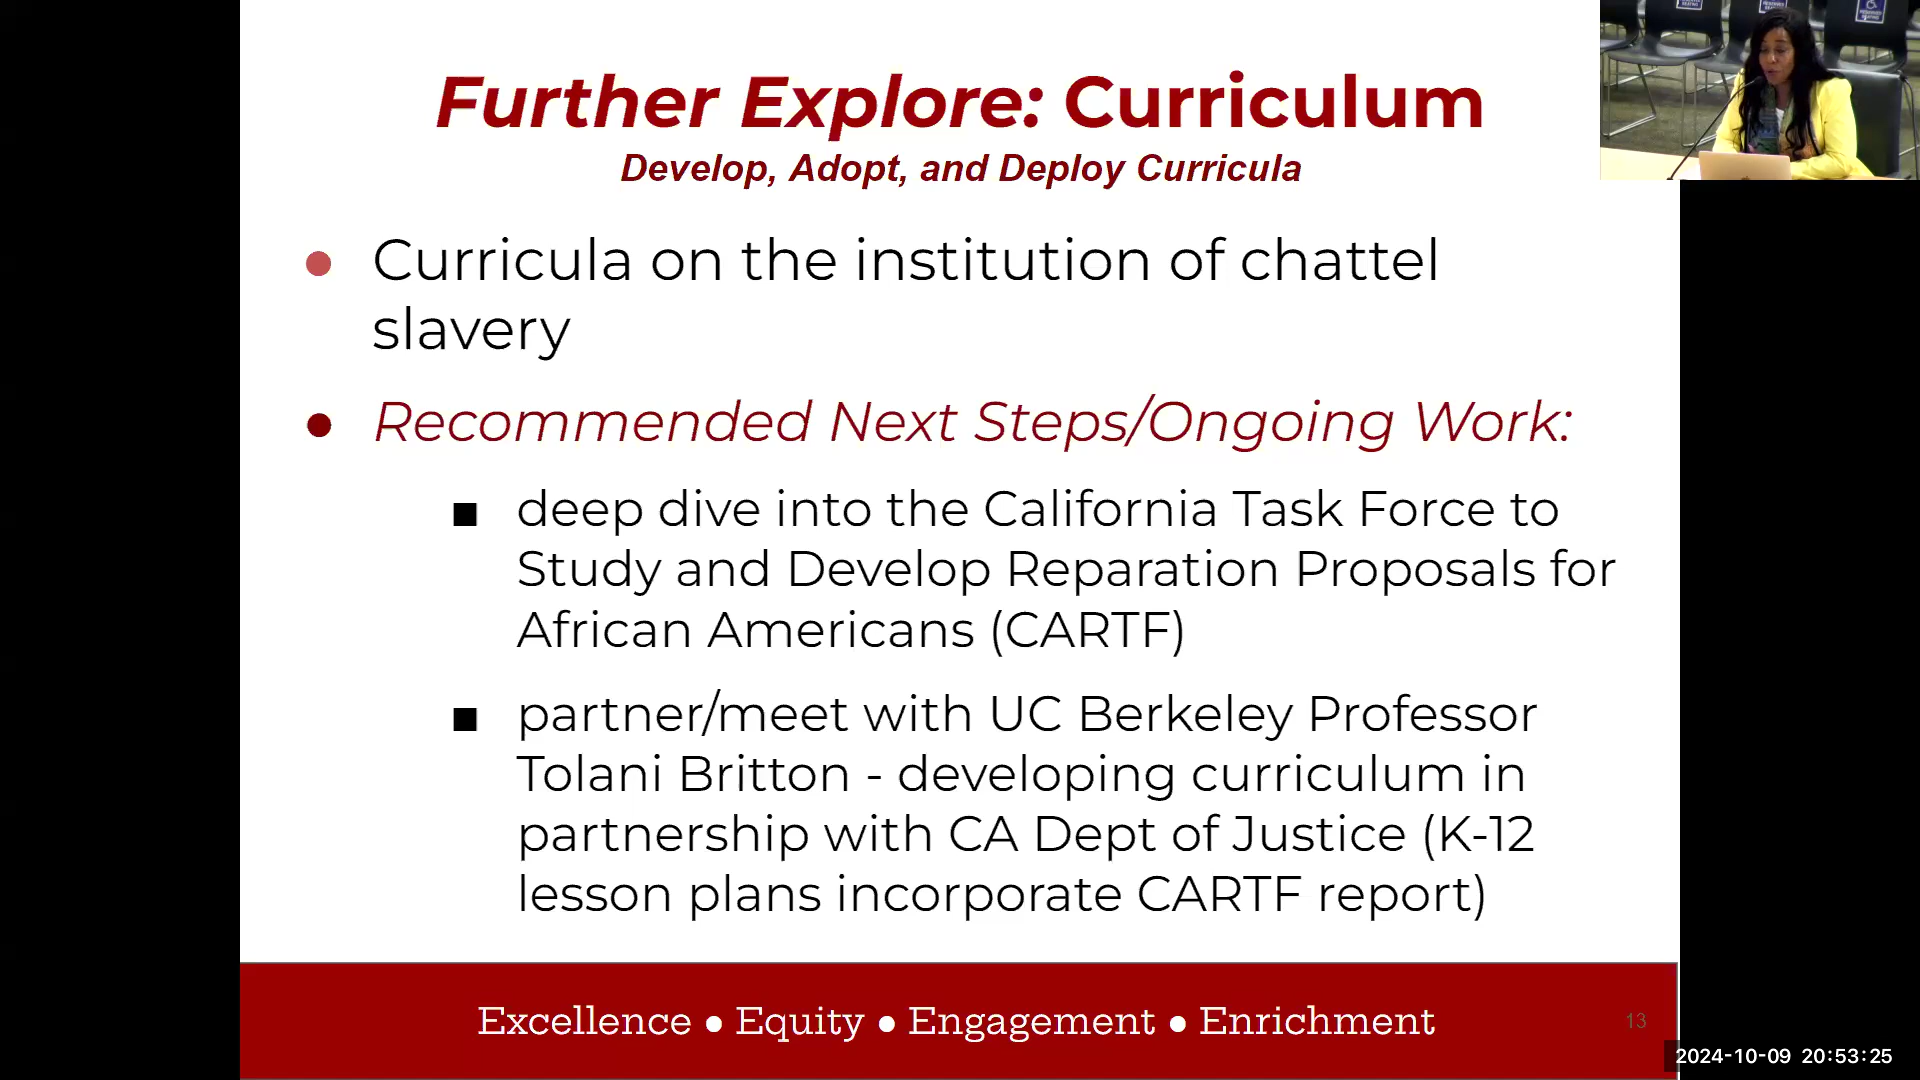 Further Explore: Curriculum
Develop, Adopt, and Deploy Curricula
● Curricula on the institution of chattel
slavery
● Recommended Next Steps/Ongoing Work:
■ deep dive into the California Task Force to
Study and Develop Reparation Proposals for
African Americans (CARTF)
■ partner/meet with UC Berkeley Professor
Tolani Britton - developing curriculum in
partnership with CA Dept of Justice (K-12
lesson plans incorporate CARTF report)
Excellence ● Equity ● Engagement ● Enrichment
13
2024-10-09 20:53:25